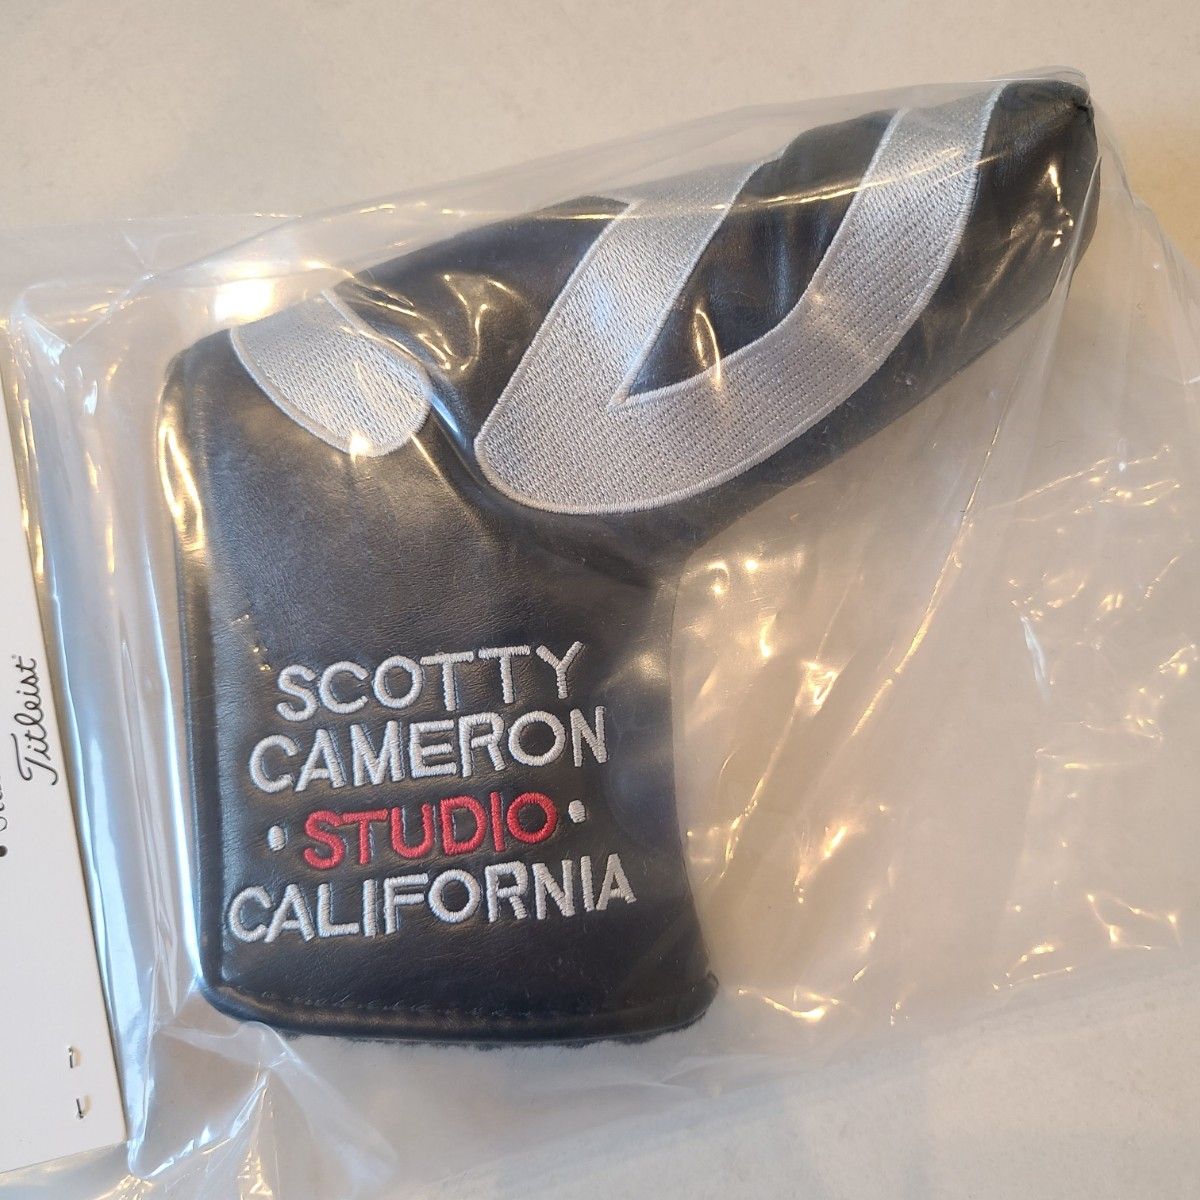 SCOTTY
CAMERON
• STUDIO •
CALIFORNIA
Titleist